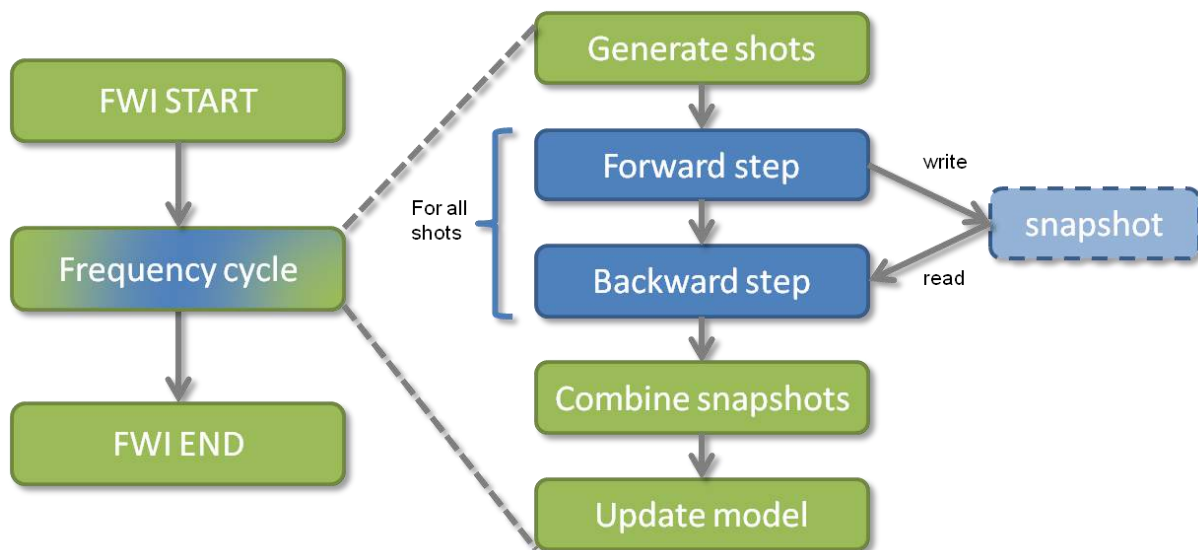 FWI START
Frequency cycle
FWI END
Generate shots
For all
shots
Forward step
Backward step
write
snapshot
read
Combine snapshots
Update model